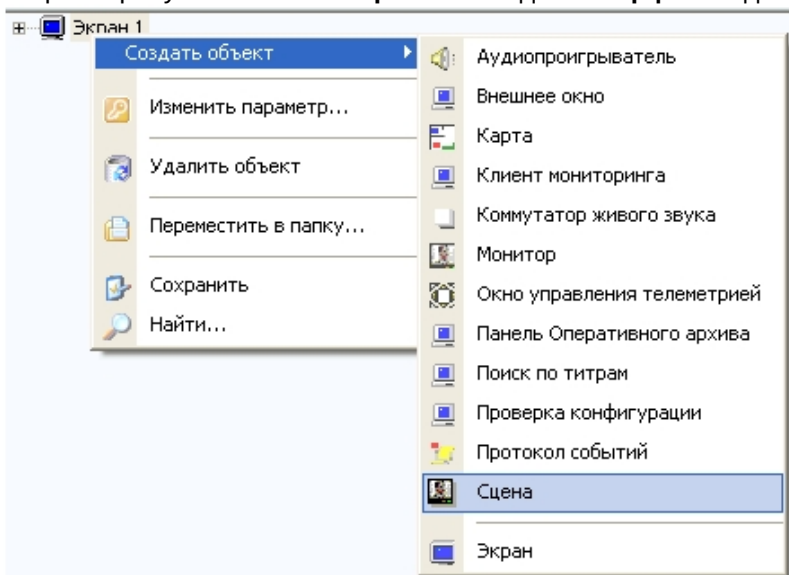 Экран 1
Создать объект
Изменить параметр...
Удалить объект
Переместить в папку...
Сохранить
Найти...
Аудиопроигрыватель
Внешнее окно
Карта
Клиент мониторинга
Коммутатор живого звука
Монитор
Окно управления телеметрией
Панель Оперативного архива
Поиск по титрам
Проверка конфигурации
Протокол событий
Сцена
Экран